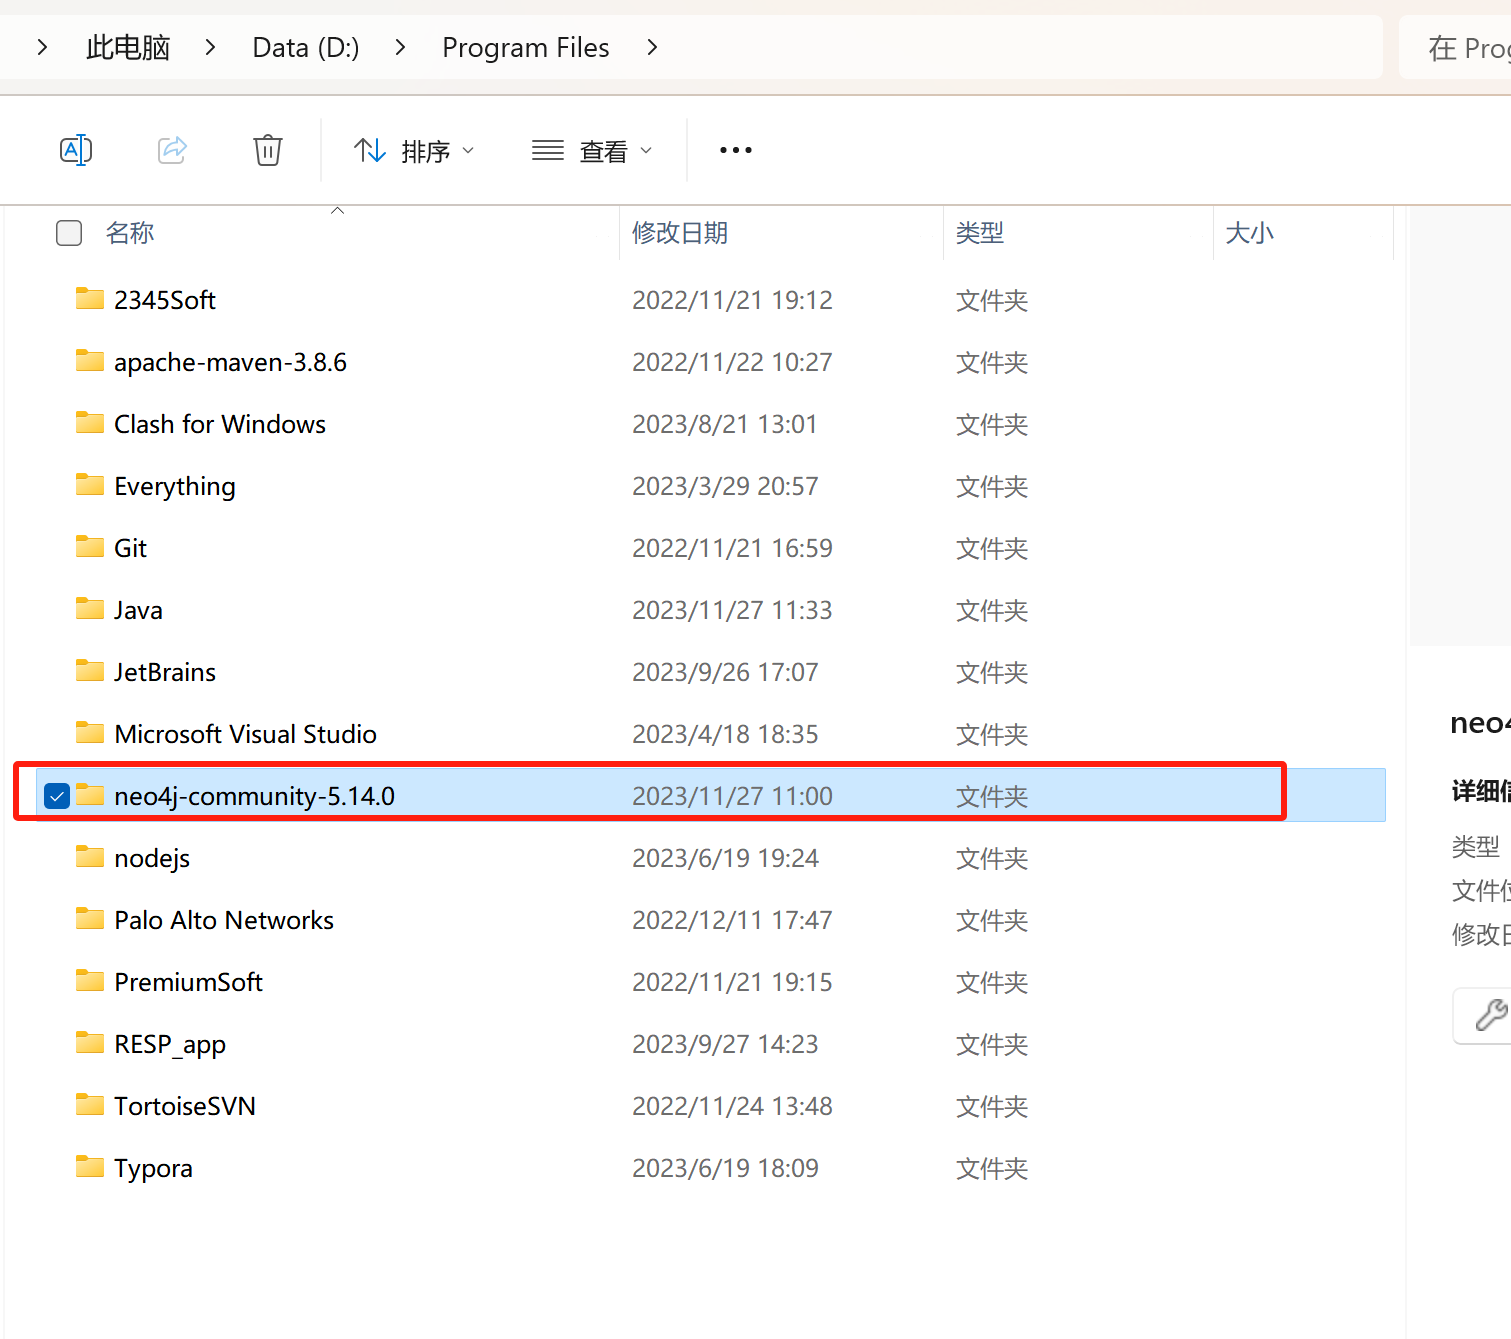 此电脑 Data (D:) Program Files 在 Prog
排序 查看
名称 修改日期 类型 大小
2345Soft 2022/11/21 19:12 文件夹
apache-maven-3.8.6 2022/11/22 10:27 文件夹
Clash for Windows 2023/8/21 13:01 文件夹
Everything 2023/3/29 20:57 文件夹
Git 2022/11/21 16:59 文件夹
Java 2023/11/27 11:33 文件夹
JetBrains 2023/9/26 17:07 文件夹
Microsoft Visual Studio 2023/4/18 18:35 文件夹
neo4j-community-5.14.0 2023/11/27 11:00 文件夹
nodejs 2023/6/19 19:24 文件夹
Palo Alto Networks 2022/12/11 17:47 文件夹
PremiumSoft 2022/11/21 19:15 文件夹
RESP_app 2023/9/27 14:23 文件夹
TortoiseSVN 2022/11/24 13:48 文件夹
Typora 2023/6/19 18:09 文件夹
neo4
详细信
类型
文件位
修改日